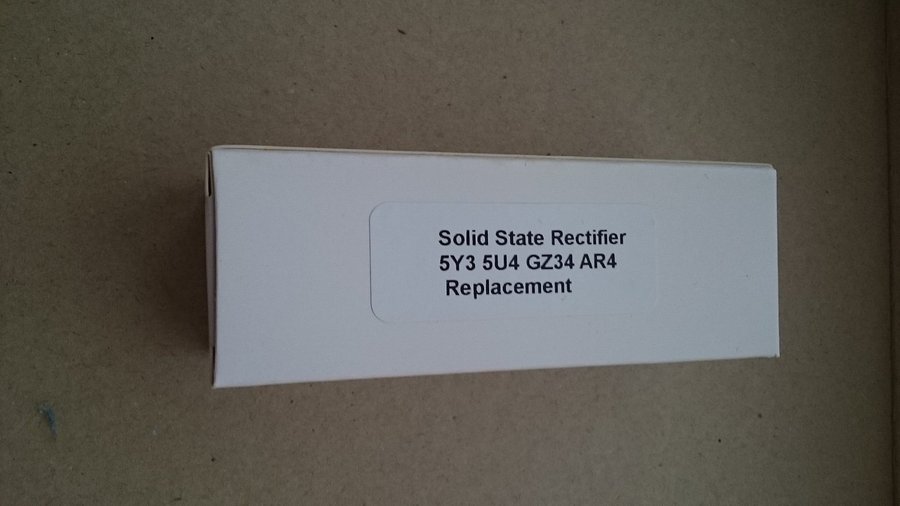 Solid State Rectifier
5Y3 5U4 GZ34 AR4
Replacement